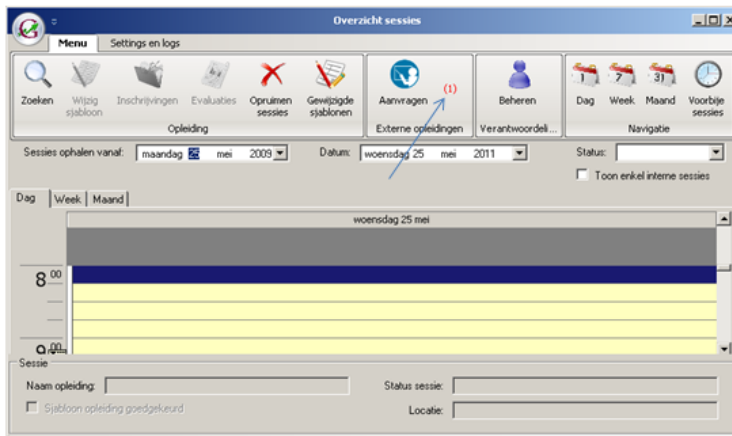 Overzicht sessies
Menu Settings en logs
Zoeken Wijzig sjabloon Inschrijvingen Evaluaties Opruimen sessies Gewijzigde sjablonen Aanvragen (1) Beheren Dag 1 Week 7 Maand 31 Voorbije sessies
Opleiding Externe opleidingen Verantwoordeli... Navigatie
Sessies ophalen vanaf: maandag 25 mei 2009 Datum: woensdag 25 mei 2011 Status:
Toon enkel interne sessies
Dag Week Maand
woensdag 25 mei
8 00
9 00
Sessie
Naam opleiding: Status sessie:
Sjabloon opleiding goedgekeurd Locatie: